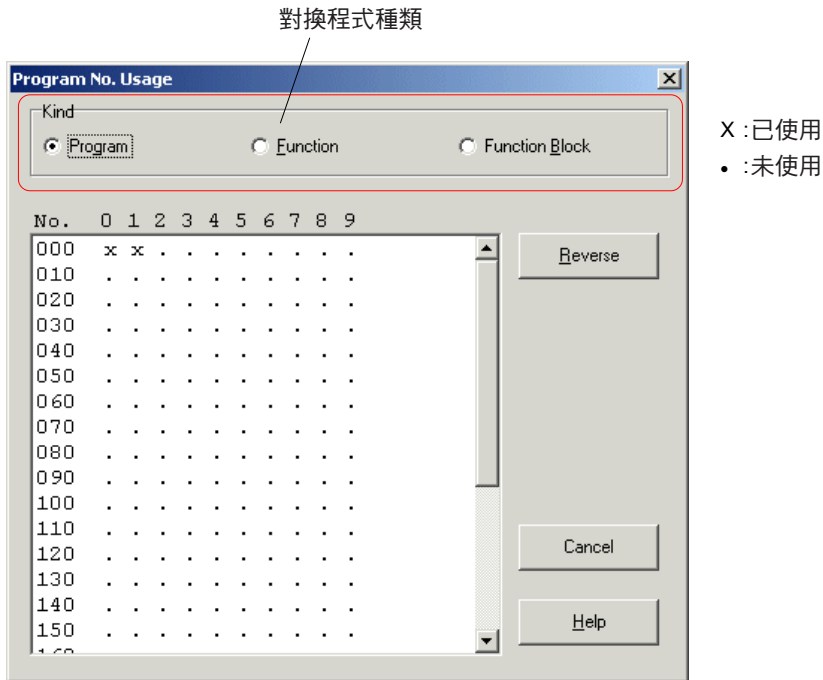 對換程式種類
Program No. Usage
Kind
Program Function Function Block
X :已使用
• :未使用
No. 0 1 2 3 4 5 6 7 8 9
000 x x . . . . . . . .
Reverse
010 . . . . . . . . . .
020 . . . . . . . . . .
030 . . . . . . . . . .
040 . . . . . . . . . .
050 . . . . . . . . . .
060 . . . . . . . . . .
070 . . . . . . . . . .
080 . . . . . . . . . .
090 . . . . . . . . . .
100 . . . . . . . . . .
110 . . . . . . . . . .
120 . . . . . . . . . .
Cancel
130 . . . . . . . . . .
140 . . . . . . . . . .
Help
150 . . . . . . . . . .